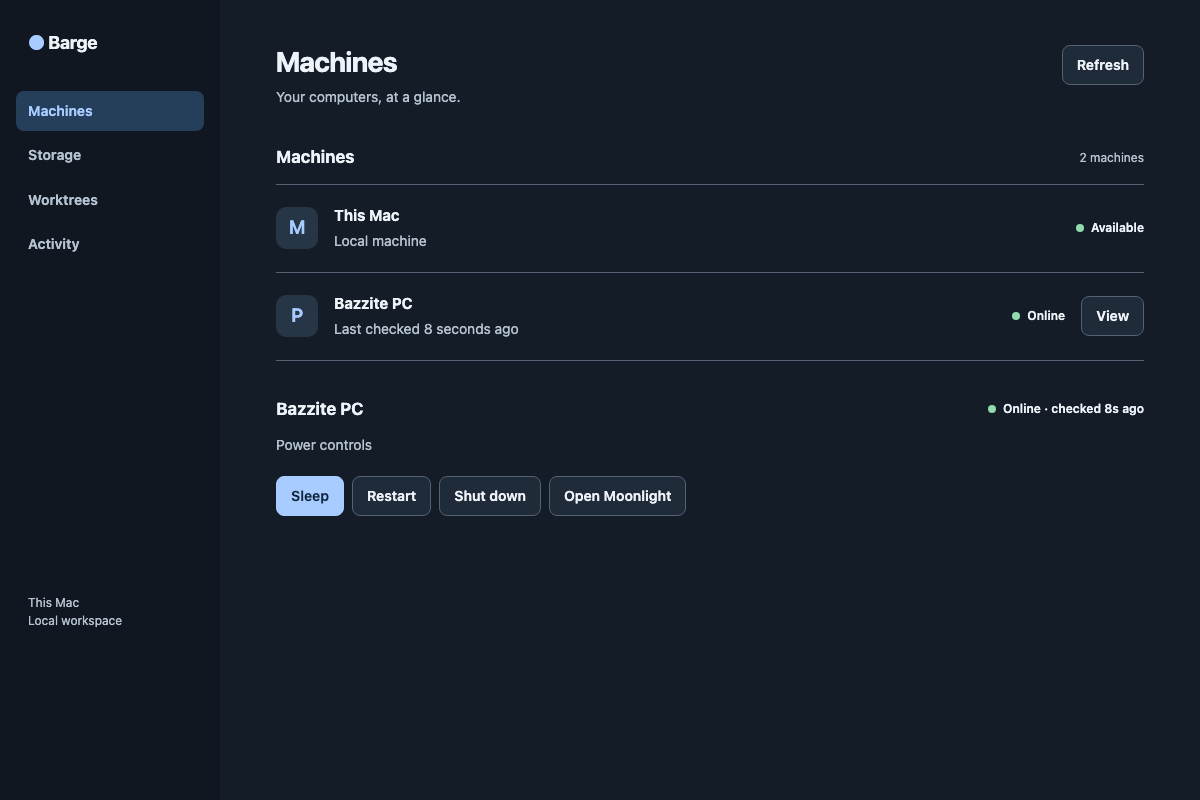 Barge
Machines
Storage
Worktrees
Activity
This Mac
Local workspace
Machines
Your computers, at a glance.
Refresh
Machines
2 machines
M
This Mac
Local machine
Available
P
Bazzite PC
Last checked 8 seconds ago
Online
View
Bazzite PC
Online · checked 8s ago
Power controls
Sleep
Restart
Shut down
Open Moonlight